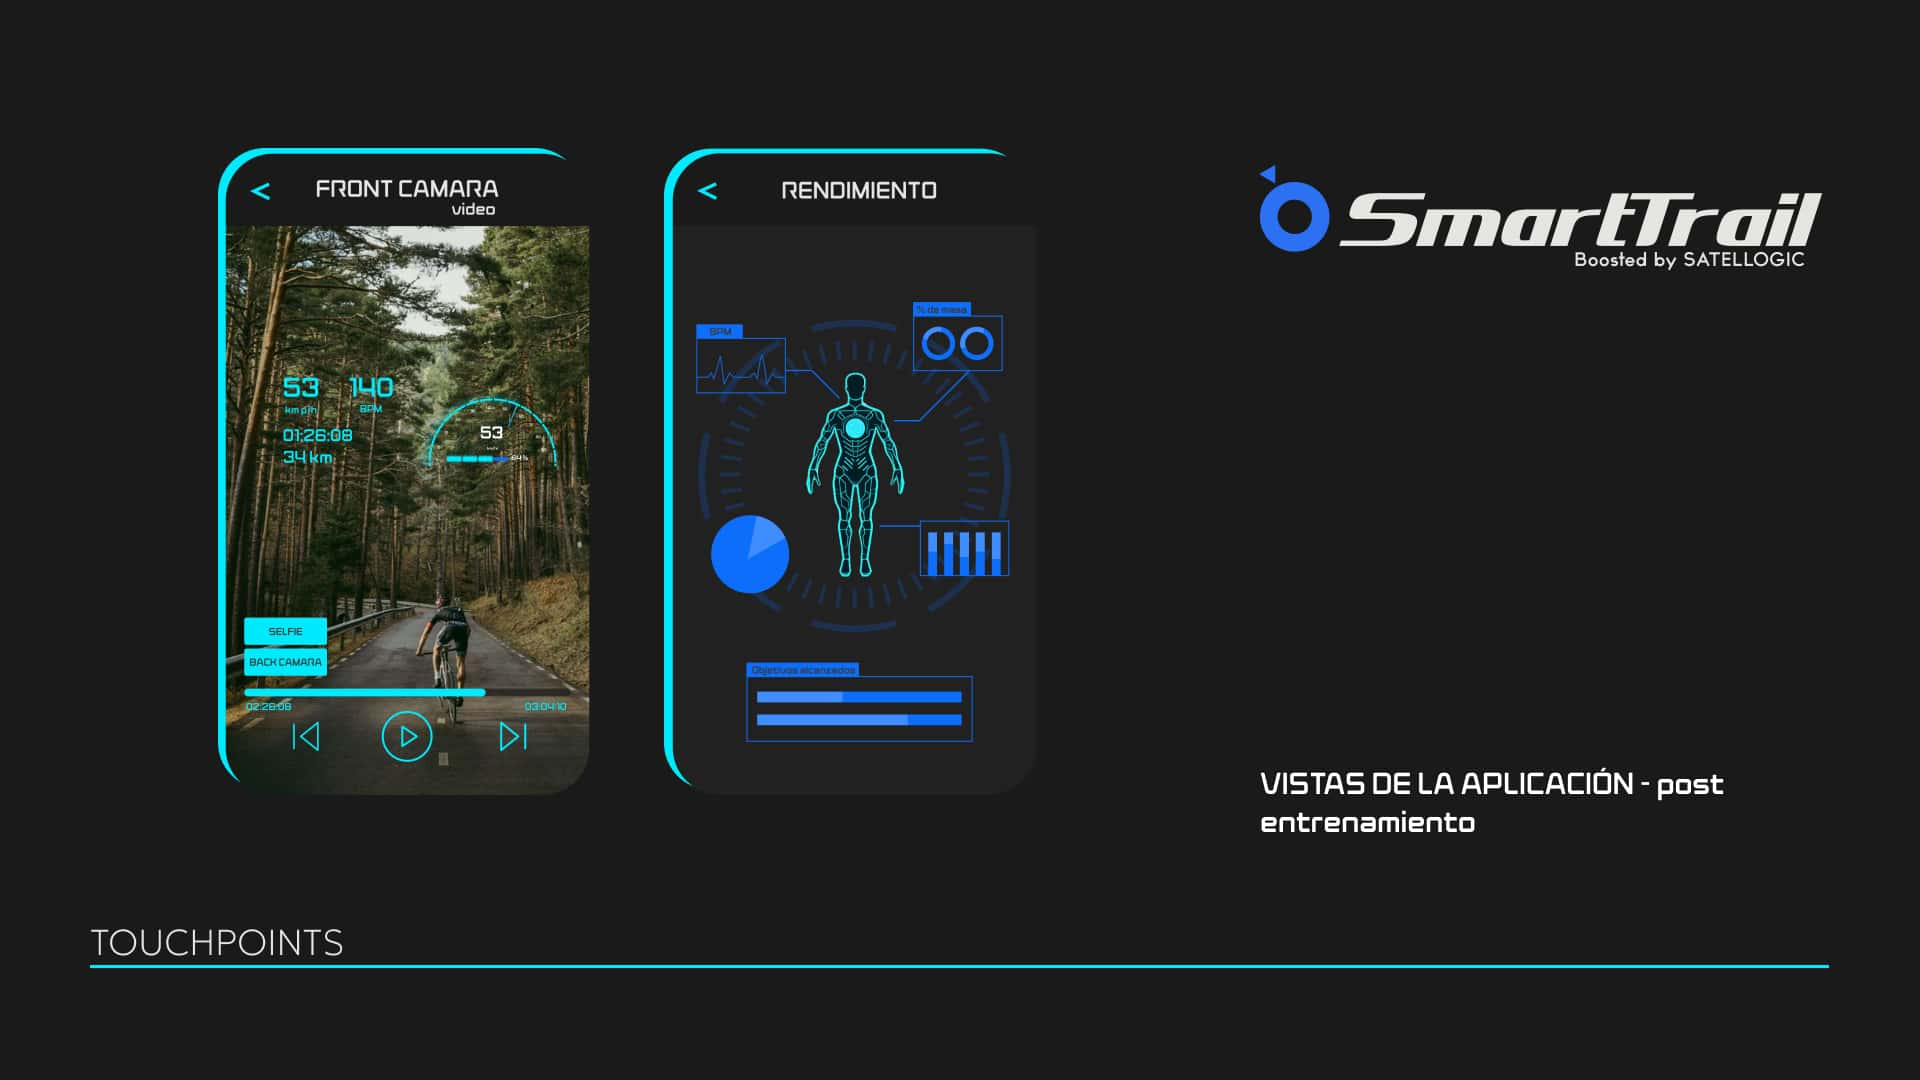 FRONT CAMARA
video
53 140
km p/h BPM
01:26:08
34 km
53
64%
SELFIE
BACK CAMARA
02:26:08 03:04:10
RENDIMIENTO
BPM
% de masa
Objetivos alcanzados
SmartTrail
Boosted by SATELLOGIC
VISTAS DE LA APLICACIÓN - post
entrenamiento
TOUCHPOINTS